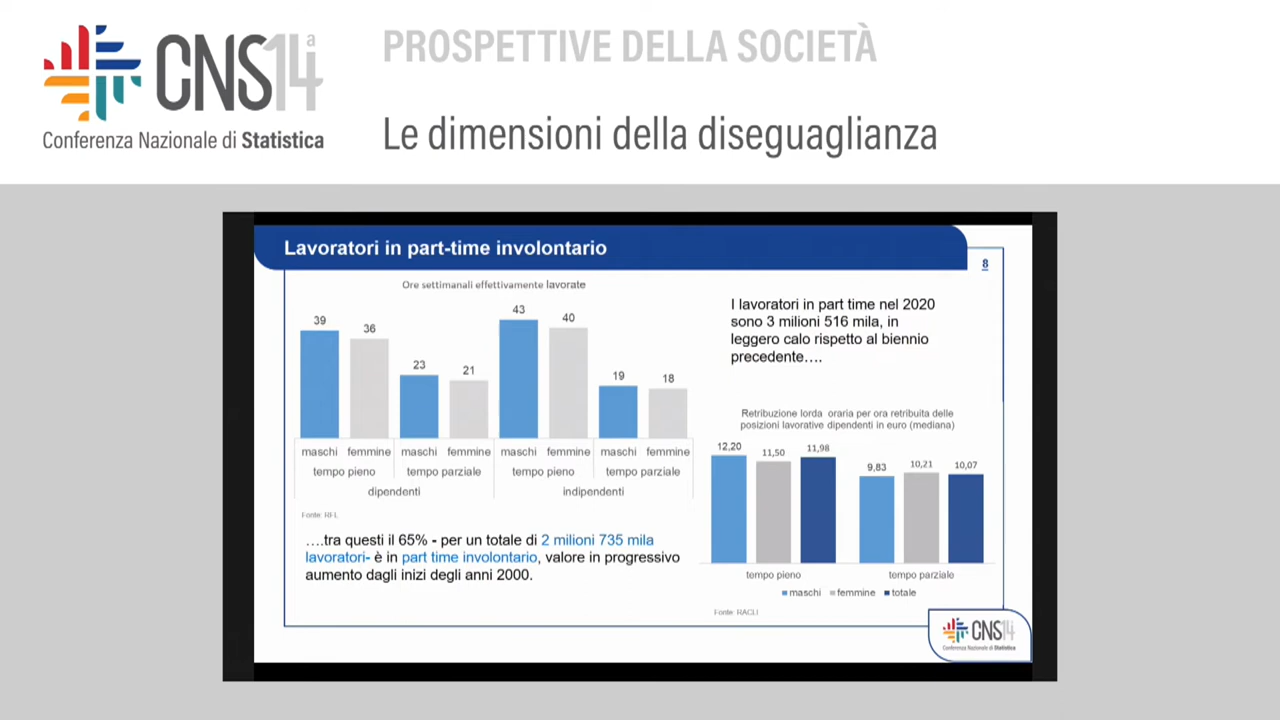 CNS14a
Conferenza Nazionale di Statistica
PROSPETTIVE DELLA SOCIETÀ
Le dimensioni della diseguaglianza
Lavoratori in part-time involontario
8
Ore settimanali effettivamente lavorate
39
36
23
21
43
40
19
18
maschi femmine maschi femmine maschi femmine maschi femmine
tempo pieno tempo parziale tempo pieno tempo parziale
dipendenti indipendenti
Fonte: RFL
….tra questi il 65% - per un totale di 2 milioni 735 mila
lavoratori- è in part time involontario, valore in progressivo
aumento dagli inizi degli anni 2000.
I lavoratori in part time nel 2020
sono 3 milioni 516 mila, in
leggero calo rispetto al biennio
precedente….
Retribuzione lorda oraria per ora retribuita delle
posizioni lavorative dipendenti in euro (mediana)
12,20
11,50
11,98
9,83
10,21
10,07
tempo pieno tempo parziale
maschi femmine totale
Fonte: RACLI
CNS14
Conferenza Nazionale di Statistica